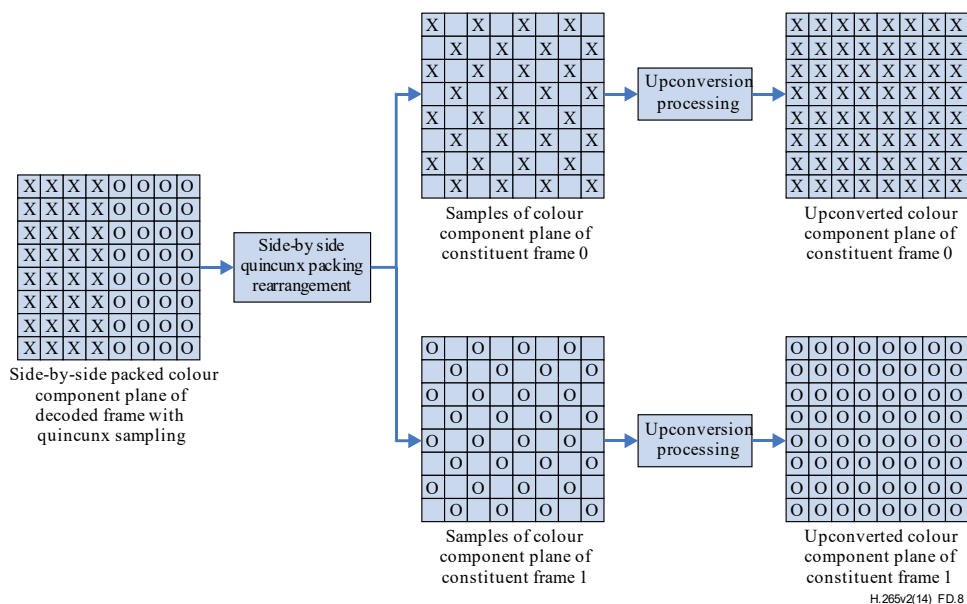 X X X X O O O O
X X X X O O O O
X X X X O O O O
X X X X O O O O
X X X X O O O O
X X X X O O O O
X X X X O O O O
X X X X O O O O
Side-by-side packed colour
component plane of
decoded frame with
quincunx sampling
Side-by side
quincunx packing
rearrangement
X X X X
X X X X
X X X X
X X X X
X X X X
X X X X
X X X X
X X X X
Samples of colour
component plane of
constituent frame 0
Upconversion
processing
X X X X X X X X
X X X X X X X X
X X X X X X X X
X X X X X X X X
X X X X X X X X
X X X X X X X X
X X X X X X X X
X X X X X X X X
Upconverted colour
component plane of
constituent frame 0
O O O O
O O O O
O O O O
O O O O
O O O O
O O O O
O O O O
O O O O
Samples of colour
component plane of
constituent frame 1
Upconversion
processing
O O O O O O O O
O O O O O O O O
O O O O O O O O
O O O O O O O O
O O O O O O O O
O O O O O O O O
O O O O O O O O
O O O O O O O O
Upconverted colour
component plane of
constituent frame 1
H.265v2(14)_FD.8